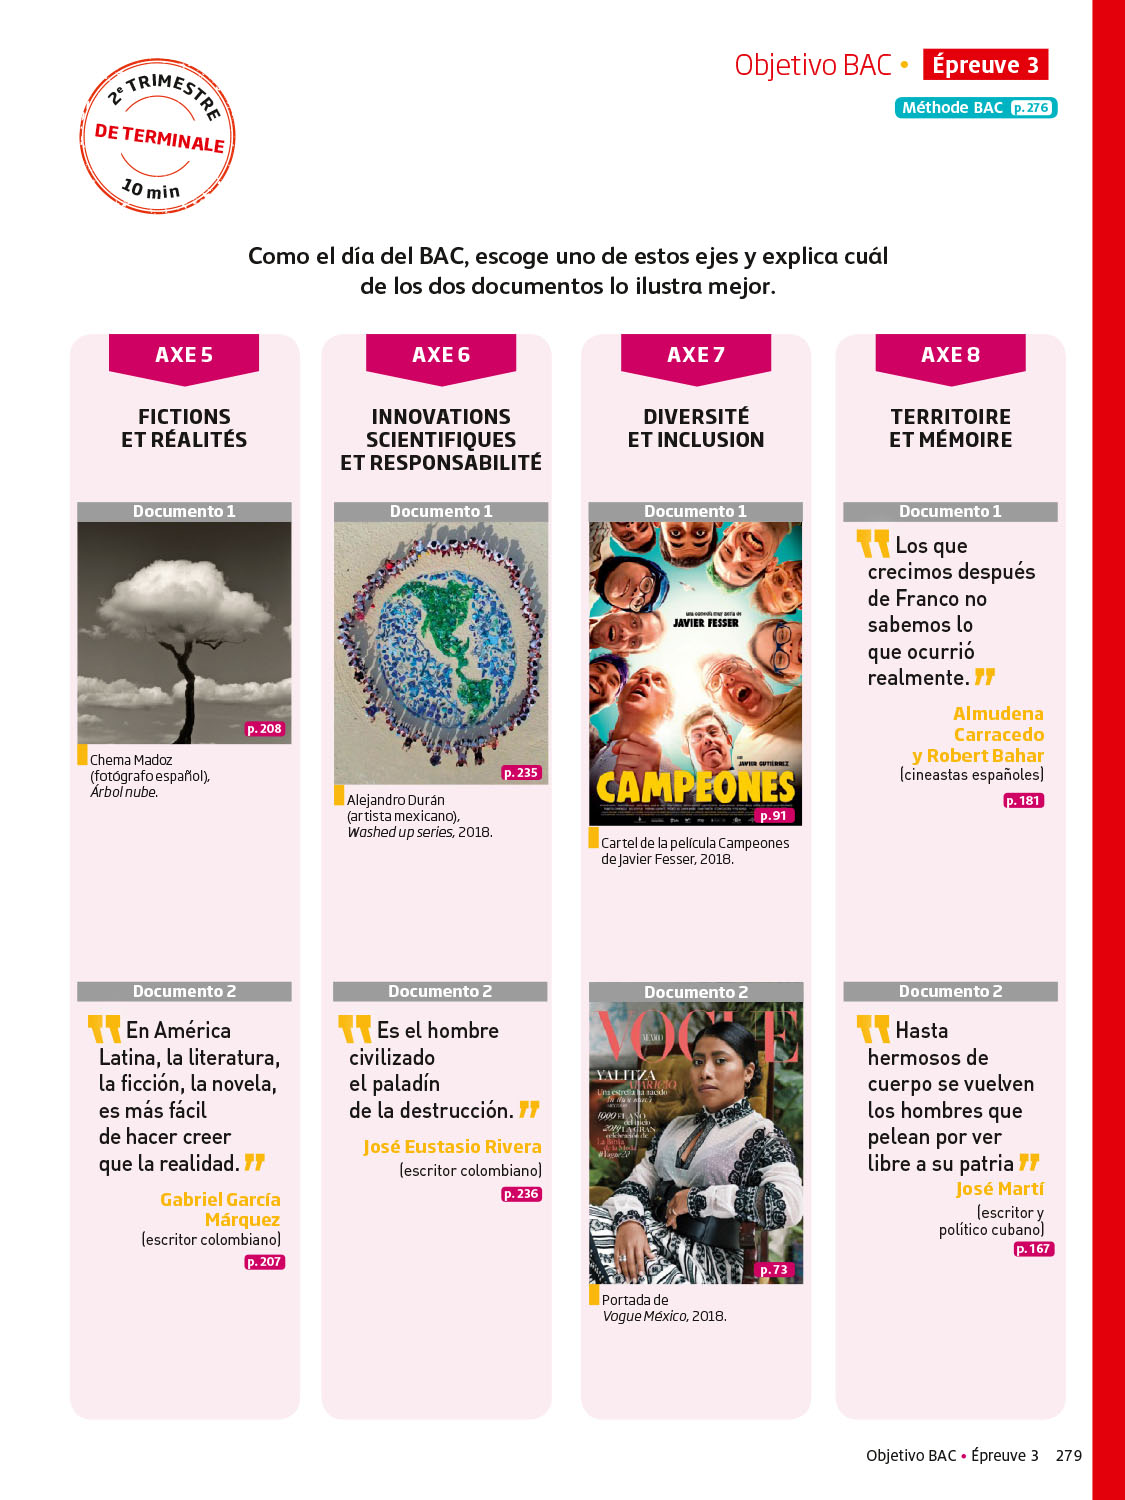 2e TRIMESTRE
DE TERMINALE
10 min
Objetivo BAC • Épreuve 3
Méthode BAC p. 276
Como el día del BAC, escoge uno de estos ejes y explica cuál
de los dos documentos lo ilustra mejor.
AXE 5
FICTIONS
ET RÉALITÉS
Documento 1
p. 208
Chema Madoz
(fotógrafo español),
Árbol nube.
Documento 2
"En América
Latina, la literatura,
la ficción, la novela,
es más fácil
de hacer creer
que la realidad."
Gabriel García
Márquez
(escritor colombiano)
p. 207
AXE 6
INNOVATIONS
SCIENTIFIQUES
ET RESPONSABILITÉ
Documento 1
p. 235
Alejandro Durán
(artista mexicano),
Washed up series, 2018.
Documento 2
"Es el hombre
civilizado
el paladín
de la destrucción."
José Eustasio Rivera
(escritor colombiano)
p. 236
AXE 7
DIVERSITÉ
ET INCLUSION
Documento 1
JAVIER FESSER
JAVIER GUTIÉRREZ
CAMPEONES
p. 91
Cartel de la película Campeones
de Javier Fesser, 2018.
Documento 2
VOGUE
MÉXICO
YALITZA
APARICIO
Una estrella ha nacido
p. 73
Portada de
Vogue México, 2018.
AXE 8
TERRITOIRE
ET MÉMOIRE
Documento 1
"Los que
crecimos después
de Franco no
sabemos lo
que ocurrió
realmente."
Almudena
Carracedo
y Robert Bahar
(cineastas españoles)
p. 181
Documento 2
"Hasta
hermosos de
cuerpo se vuelven
los hombres que
pelean por ver
libre a su patria"
José Martí
(escritor y
político cubano)
p. 167
Objetivo BAC • Épreuve 3 279